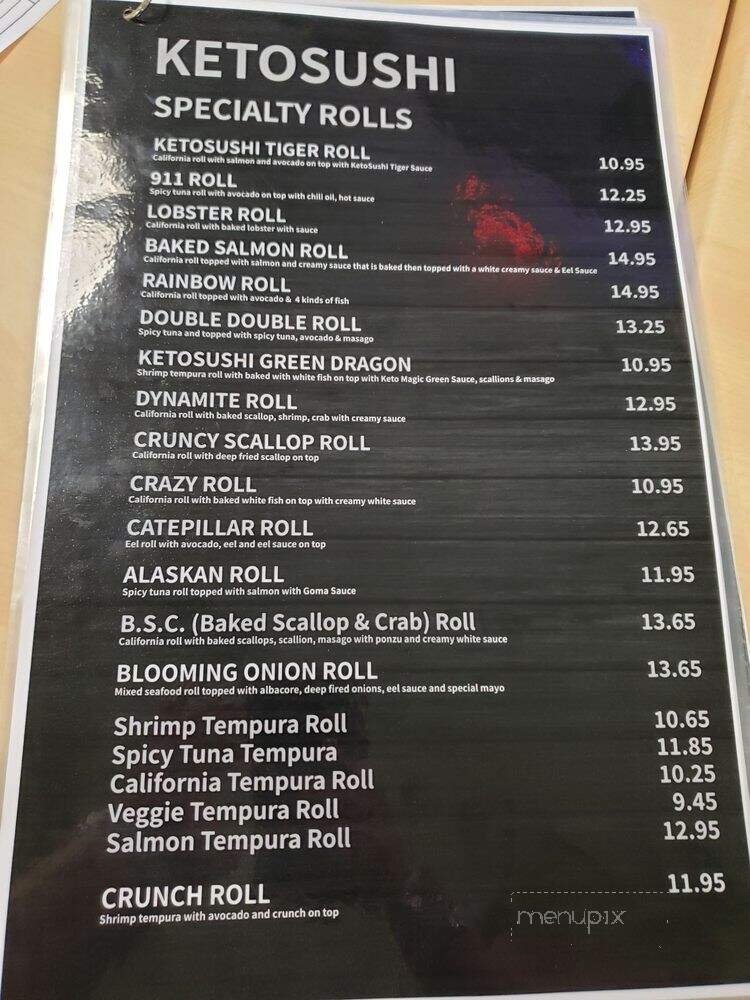 KETOSUSHI
SPECIALTY ROLLS
KETOSUSHI TIGER ROLL 10.95
California roll with salmon and avocado on top with KetoSushi Tiger Sauce
911 ROLL 12.25
Spicy tuna roll with avocado on top with chili oil, hot sauce
LOBSTER ROLL 12.95
California roll with baked lobster with sauce
BAKED SALMON ROLL 14.95
California roll topped with salmon and creamy sauce that is baked then topped with a white creamy sauce & Eel Sauce
RAINBOW ROLL 14.95
California roll topped with avocado & 4 kinds of fish
DOUBLE DOUBLE ROLL 13.25
Spicy tuna and topped with spicy tuna, avocado & masago
KETOSUSHI GREEN DRAGON 10.95
Shrimp tempura roll with baked with white fish on top with Keto Magic Green Sauce, scallions & masago
DYNAMITE ROLL 12.95
California roll with baked scallop, shrimp, crab with creamy sauce
CRUNCY SCALLOP ROLL 13.95
California roll with deep fried scallop on top
CRAZY ROLL 10.95
California roll with baked white fish on top with creamy white sauce
CATEPILLAR ROLL 12.65
Eel roll with avocado, eel and eel sauce on top
ALASKAN ROLL 11.95
Spicy tuna roll topped with salmon with Goma Sauce
B.S.C. (Baked Scallop & Crab) Roll 13.65
California roll with baked scallops, scallion, masago with ponzu and creamy white sauce
BLOOMING ONION ROLL 13.65
Mixed seafood roll topped with albacore, deep fired onions, eel sauce and special mayo
Shrimp Tempura Roll 10.65
Spicy Tuna Tempura 11.85
California Tempura Roll 10.25
Veggie Tempura Roll 9.45
Salmon Tempura Roll 12.95
CRUNCH ROLL 11.95
Shrimp tempura with avocado and crunch on top
menupix